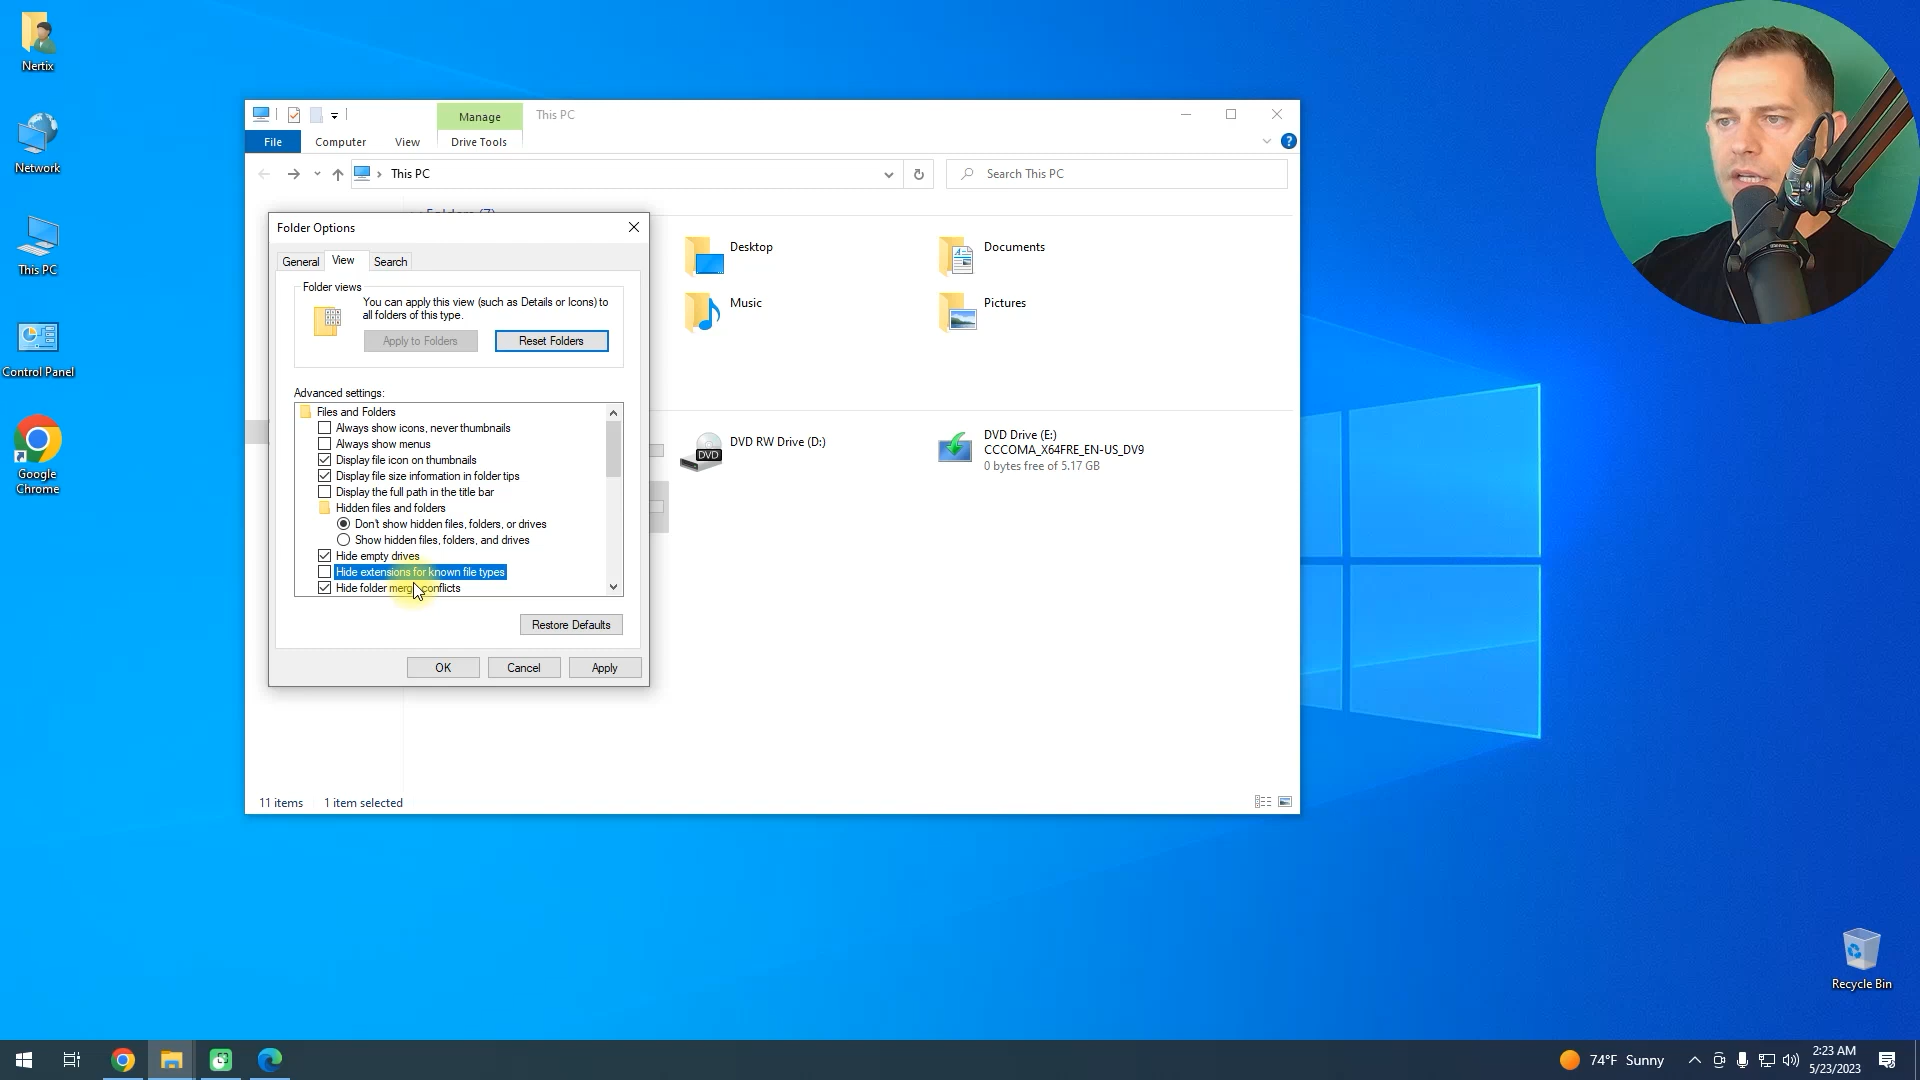 Nertix
Network
This PC
Control Panel
Google
Chrome
Manage
This PC
File
Computer
View
Drive Tools
This PC
Search This PC
Folder Options
General
View
Search
Folder views
You can apply this view (such as Details or Icons) to
all folders of this type.
Apply to Folders
Reset Folders
Advanced settings:
Files and Folders
Always show icons, never thumbnails
Always show menus
Display file icon on thumbnails
Display file size information in folder tips
Display the full path in the title bar
Hidden files and folders
Don't show hidden files, folders, or drives
Show hidden files, folders, and drives
Hide empty drives
Hide extensions for known file types
Hide folder merge conflicts
Restore Defaults
OK
Cancel
Apply
Desktop
Documents
Music
Pictures
DVD
DVD RW Drive (D:)
DVD Drive (E:)
CCCOMA_X64FRE_EN-US_DV9
0 bytes free of 5.17 GB
11 items
1 item selected
Recycle Bin
74°F Sunny
2:23 AM
5/23/2023